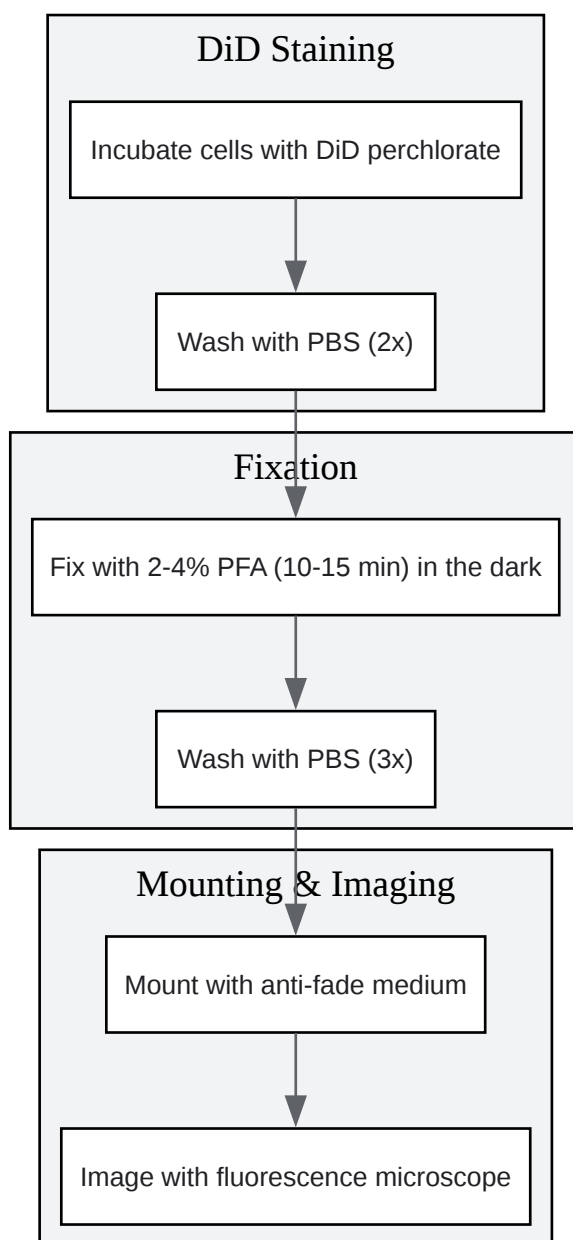 DiD Staining
Incubate cells with DiD perchlorate
Wash with PBS (2x)
Fixation
Fix with 2-4% PFA (10-15 min) in the dark
Wash with PBS (3x)
Mounting & Imaging
Mount with anti-fade medium
Image with fluorescence microscope